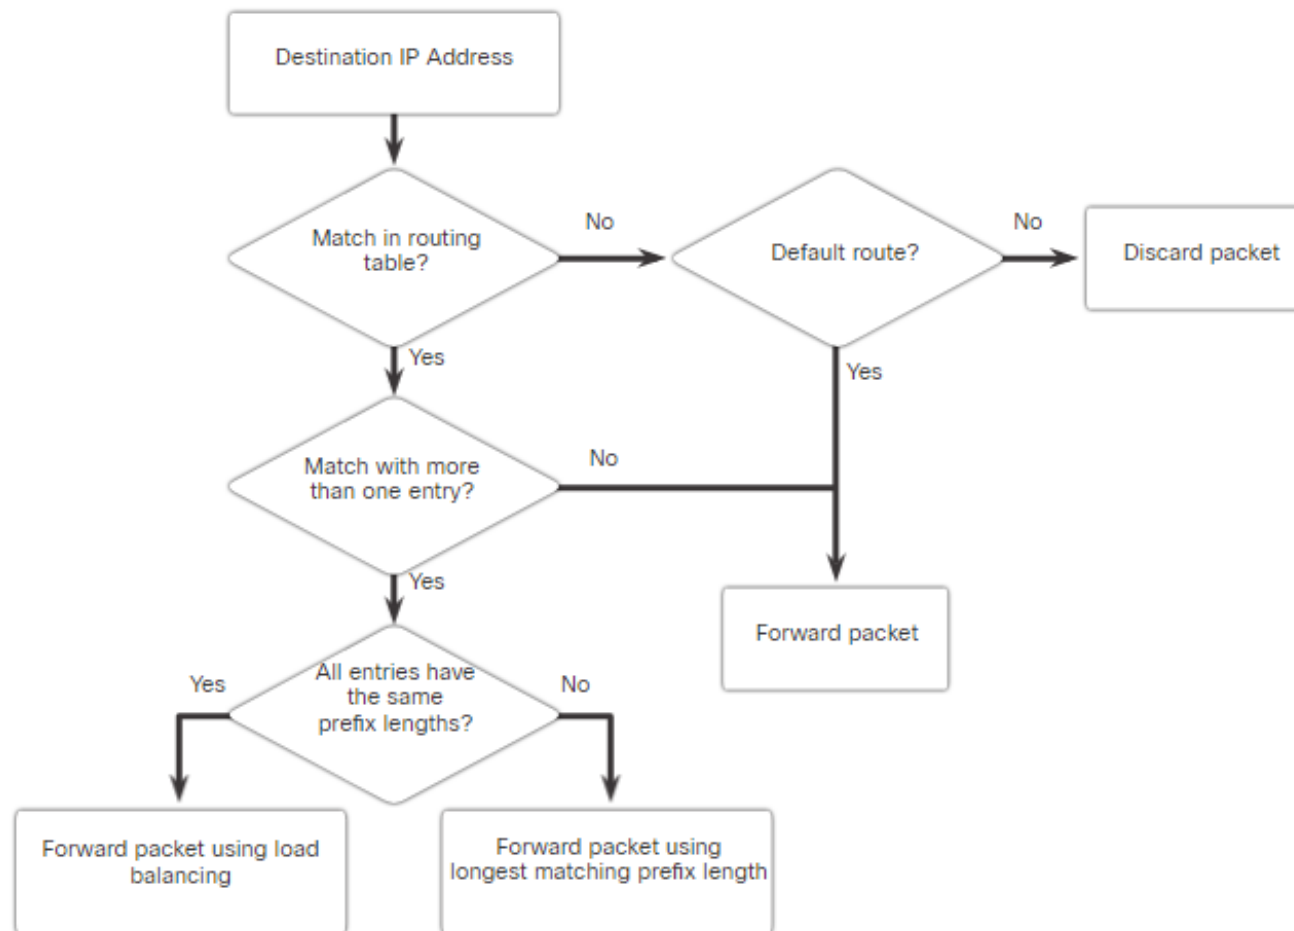 Destination IP Address
Match in routing
table?
No
Default route?
No
Discard packet
Yes
Yes
Match with more
than one entry?
No
Yes
Forward packet
All entries have
the same
prefix lengths?
Yes
No
Forward packet using load
balancing
Forward packet using
longest matching prefix length